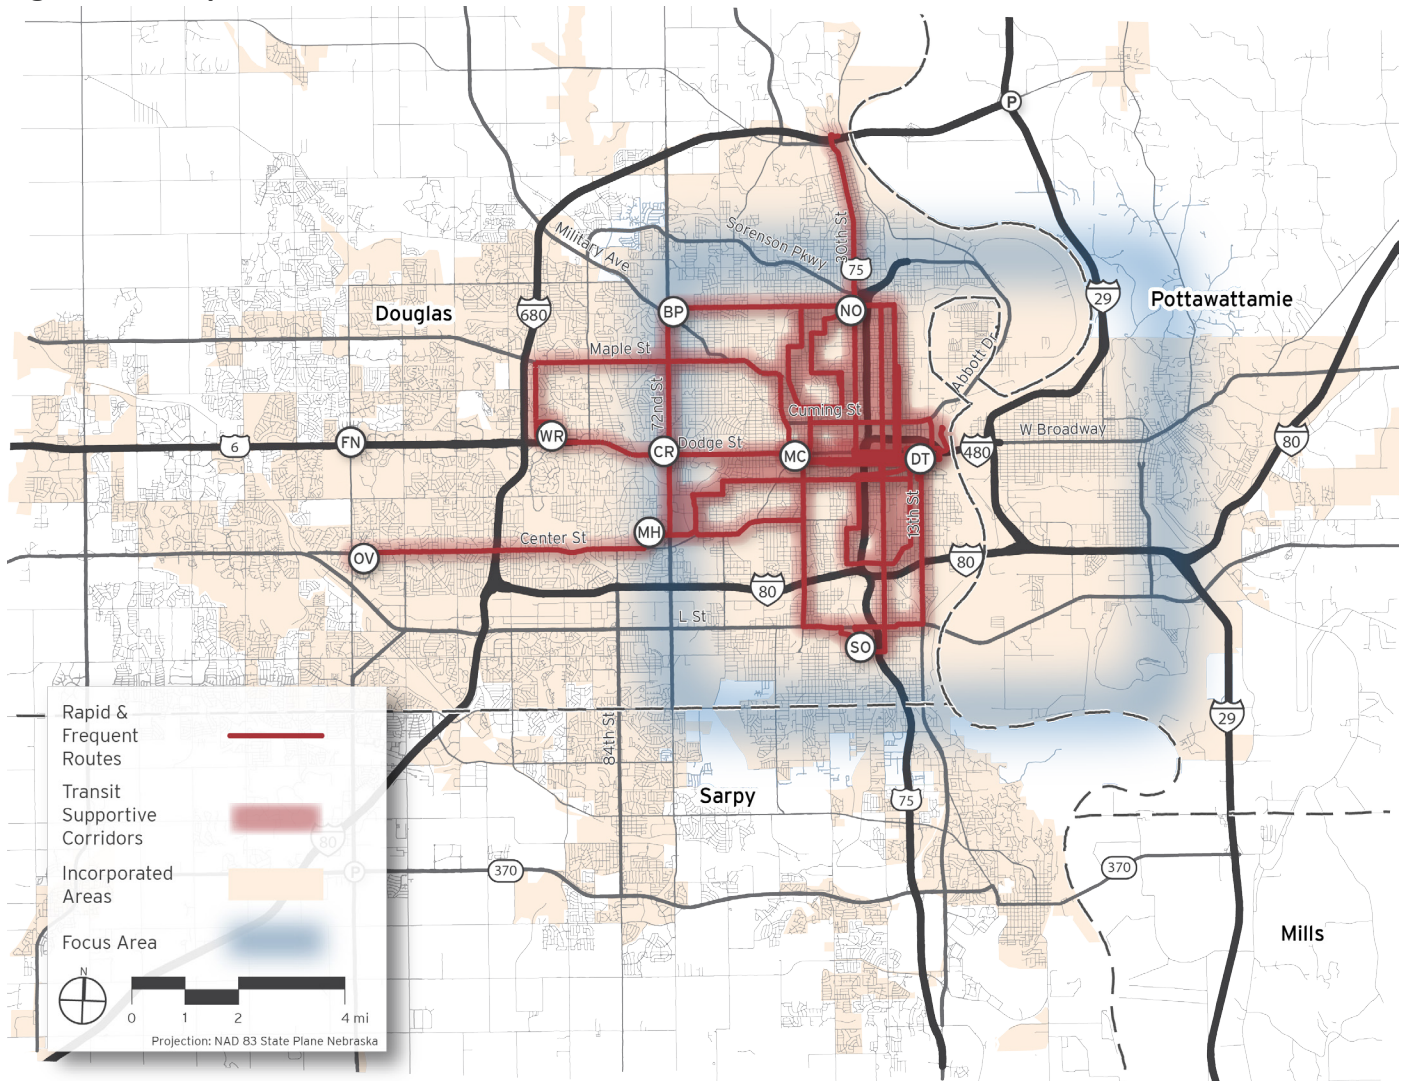 P
30th St
Sorenson Pkwy
Military Ave
75
29
Pottawattamie
Douglas
680
BP
NO
Maple St
Abbott Dr
72nd St
Cuming St
W Broadway
6
FN
WR
CR
Dodge St
MC
DT
480
80
13th St
MH
Center St
OV
80
80
L St
SO
Rapid &
Frequent
Routes
Transit
Supportive
Corridors
80
Incorporated
Areas
P
Focus Area
N
0 1 2 4 mi
Projection: NAD 83 State Plane Nebraska
84th St
29
Sarpy
75
370
370
Mills